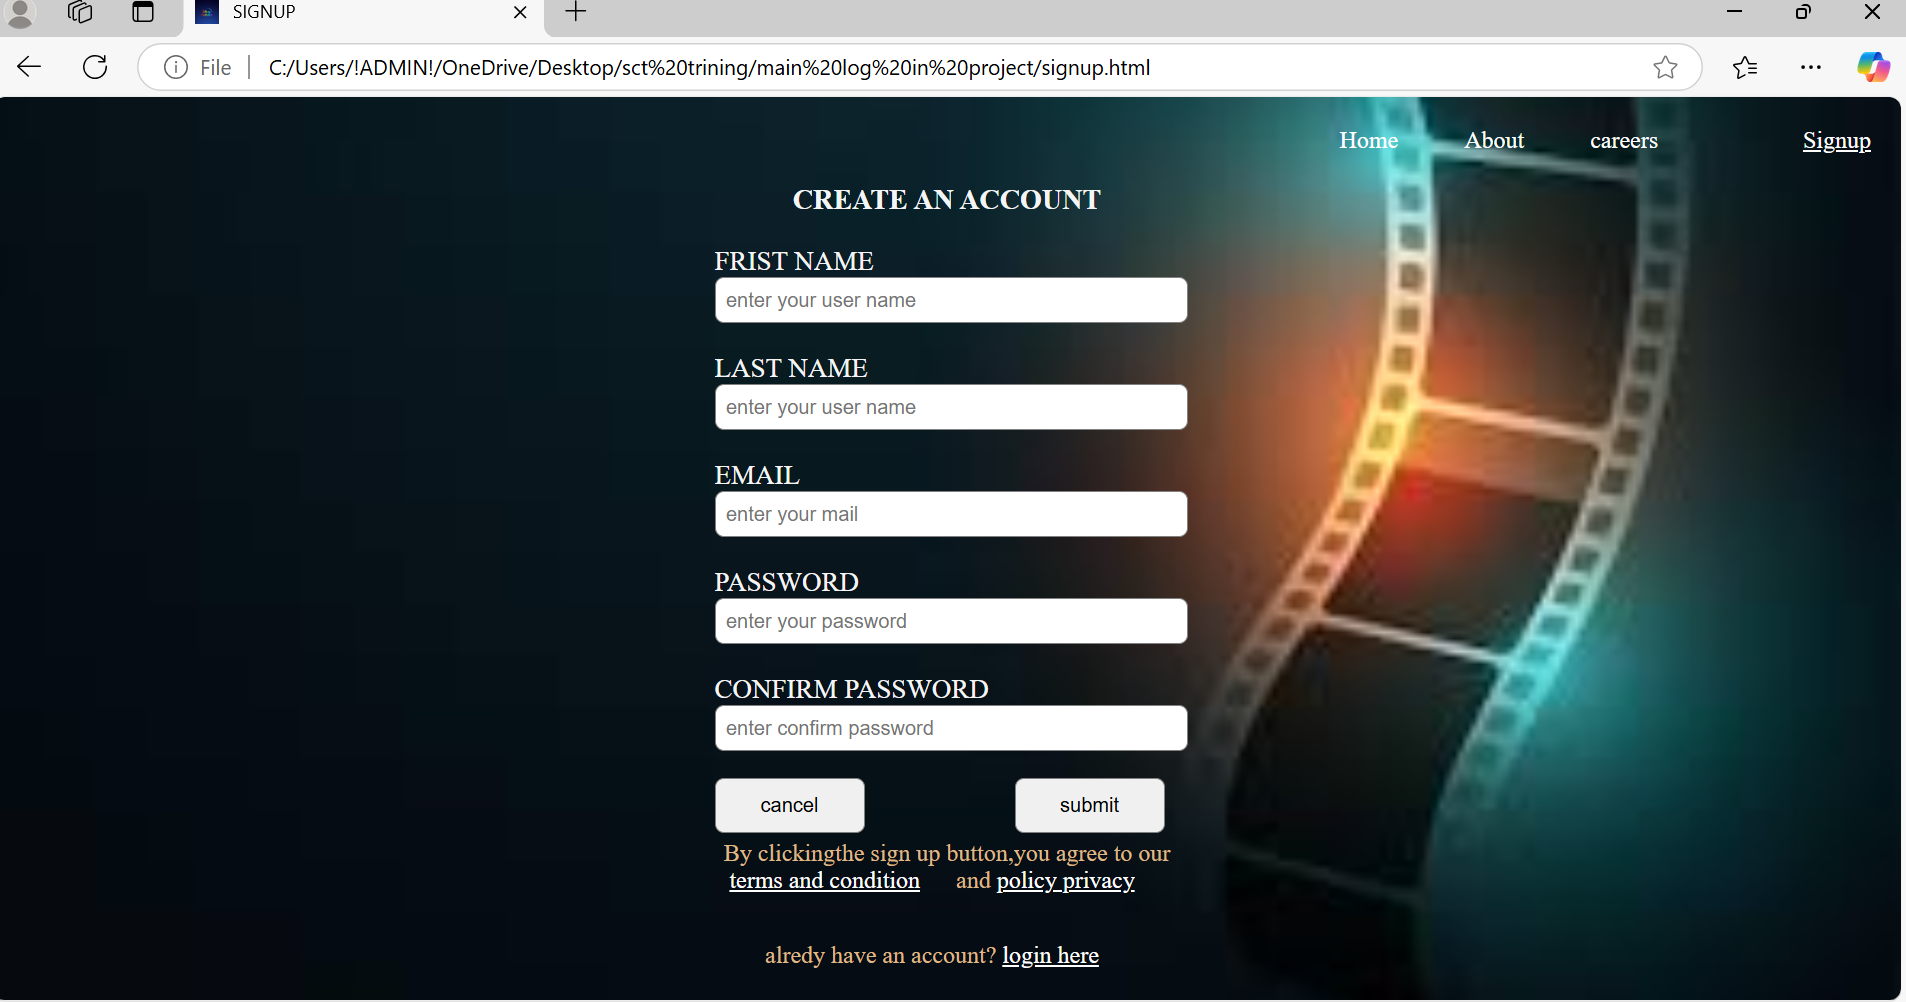 SIGNUP
File C:/Users/!ADMIN!/OneDrive/Desktop/sct%20trining/main%20log%20in%20project/signup.html
Home About careers Signup
CREATE AN ACCOUNT
FRIST NAME
enter your user name
LAST NAME
enter your user name
EMAIL
enter your mail
PASSWORD
enter your password
CONFIRM PASSWORD
enter confirm password
cancel submit
By clickingthe sign up button,you agree to our
terms and condition and policy privacy
alredy have an account? login here